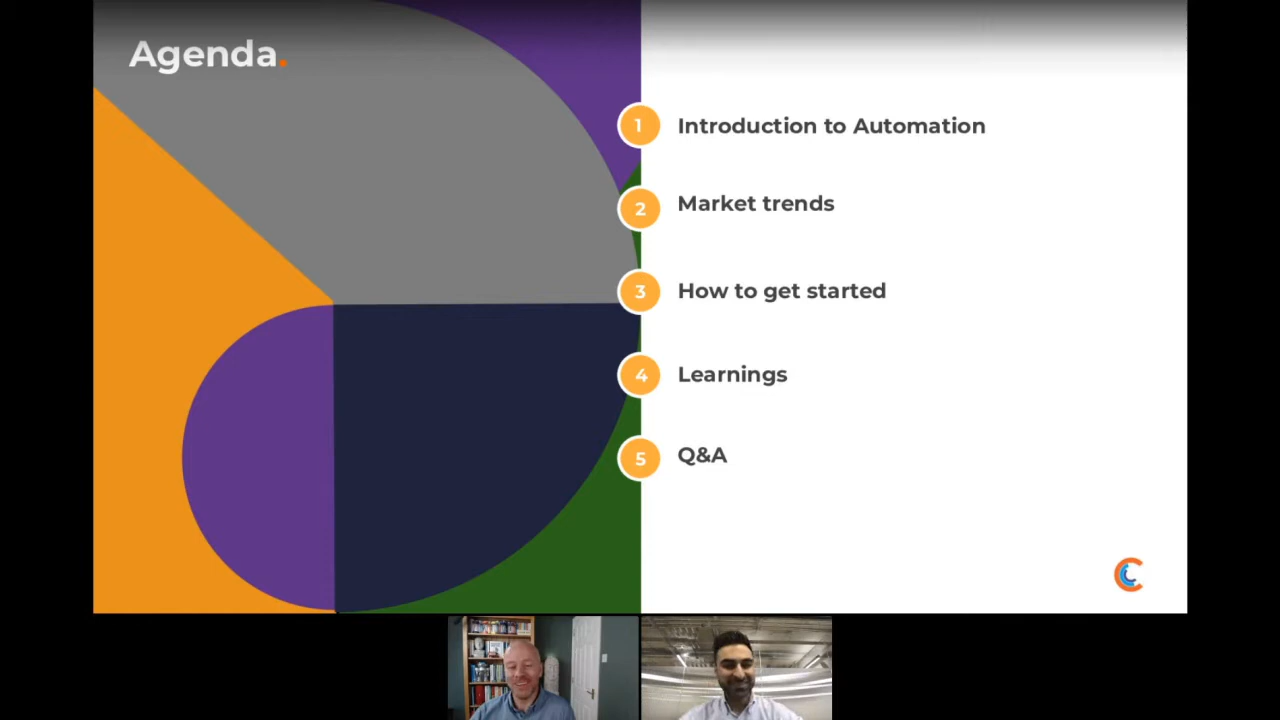 Agenda.
1 Introduction to Automation
2 Market trends
3 How to get started
4 Learnings
5 Q&A